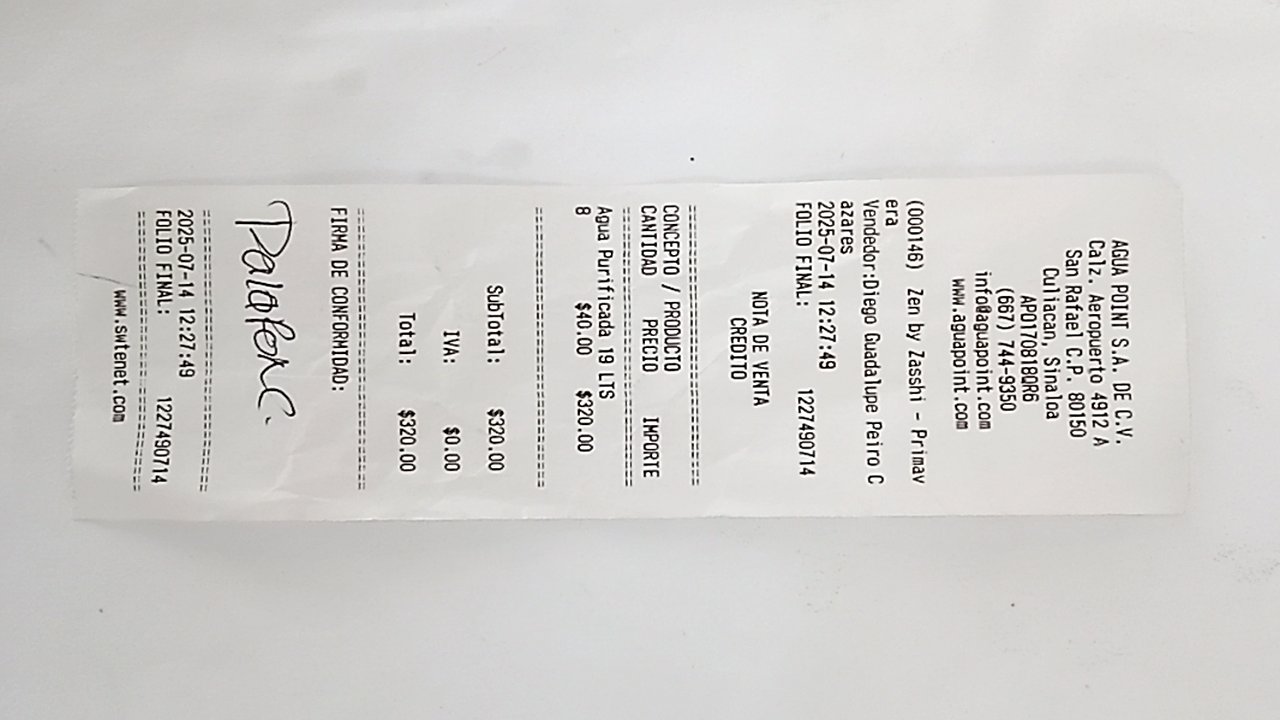 AGUA POINT S.A. DE C.V.
Calz. Aeropuerto 4912 A
San Rafael C.P. 80150
Culiacan, Sinaloa
APO170818QR6
(667) 744-9350
info@aguapoint.com
www.aguapoint.com
(000146) Zen by Zasshi - Primav
era
Vendedor:Diego Guadalupe Peiro C
azares
2025-07-14 12:27:49
FOLIO FINAL: 1227490714
NOTA DE VENTA
CREDITO
================================
CONCEPTO / PRODUCTO
CANTIDAD PRECIO IMPORTE
================================
Agua Purificada 19 LTS
8 $40.00 $320.00
================================
SubTotal: $320.00
IVA: $0.00
Total: $320.00
================================
FIRMA DE CONFORMIDAD:
================================
2025-07-14 12:27:49
FOLIO FINAL: 1227490714
================================
www.swtenet.com